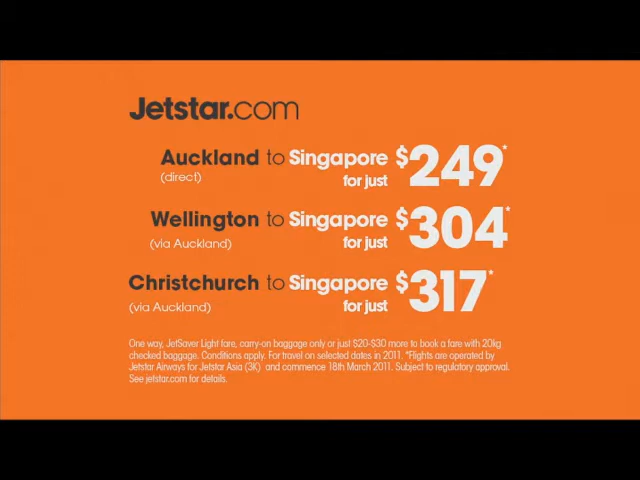 Jetstar.com
Auckland to Singapore $249*
(direct) for just
Wellington to Singapore $304*
(via Auckland) for just
Christchurch to Singapore $317*
(via Auckland) for just
One way, JetSaver Light fare, carry-on baggage only or just $20-$30 more to book a fare with 20kg
checked baggage. Conditions apply. For travel on selected dates in 2011. *Flights are operated by
Jetstar Airways for Jetstar Asia (3K) and commence 18th March 2011. Subject to regulatory approval.
See jetstar.com for details.